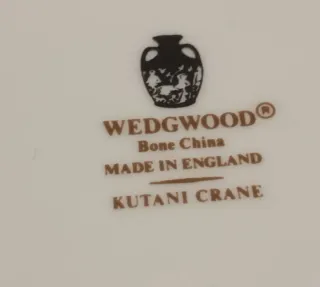 WEDGWOOD®
Bone China
MADE IN ENGLAND
KUTANI CRANE